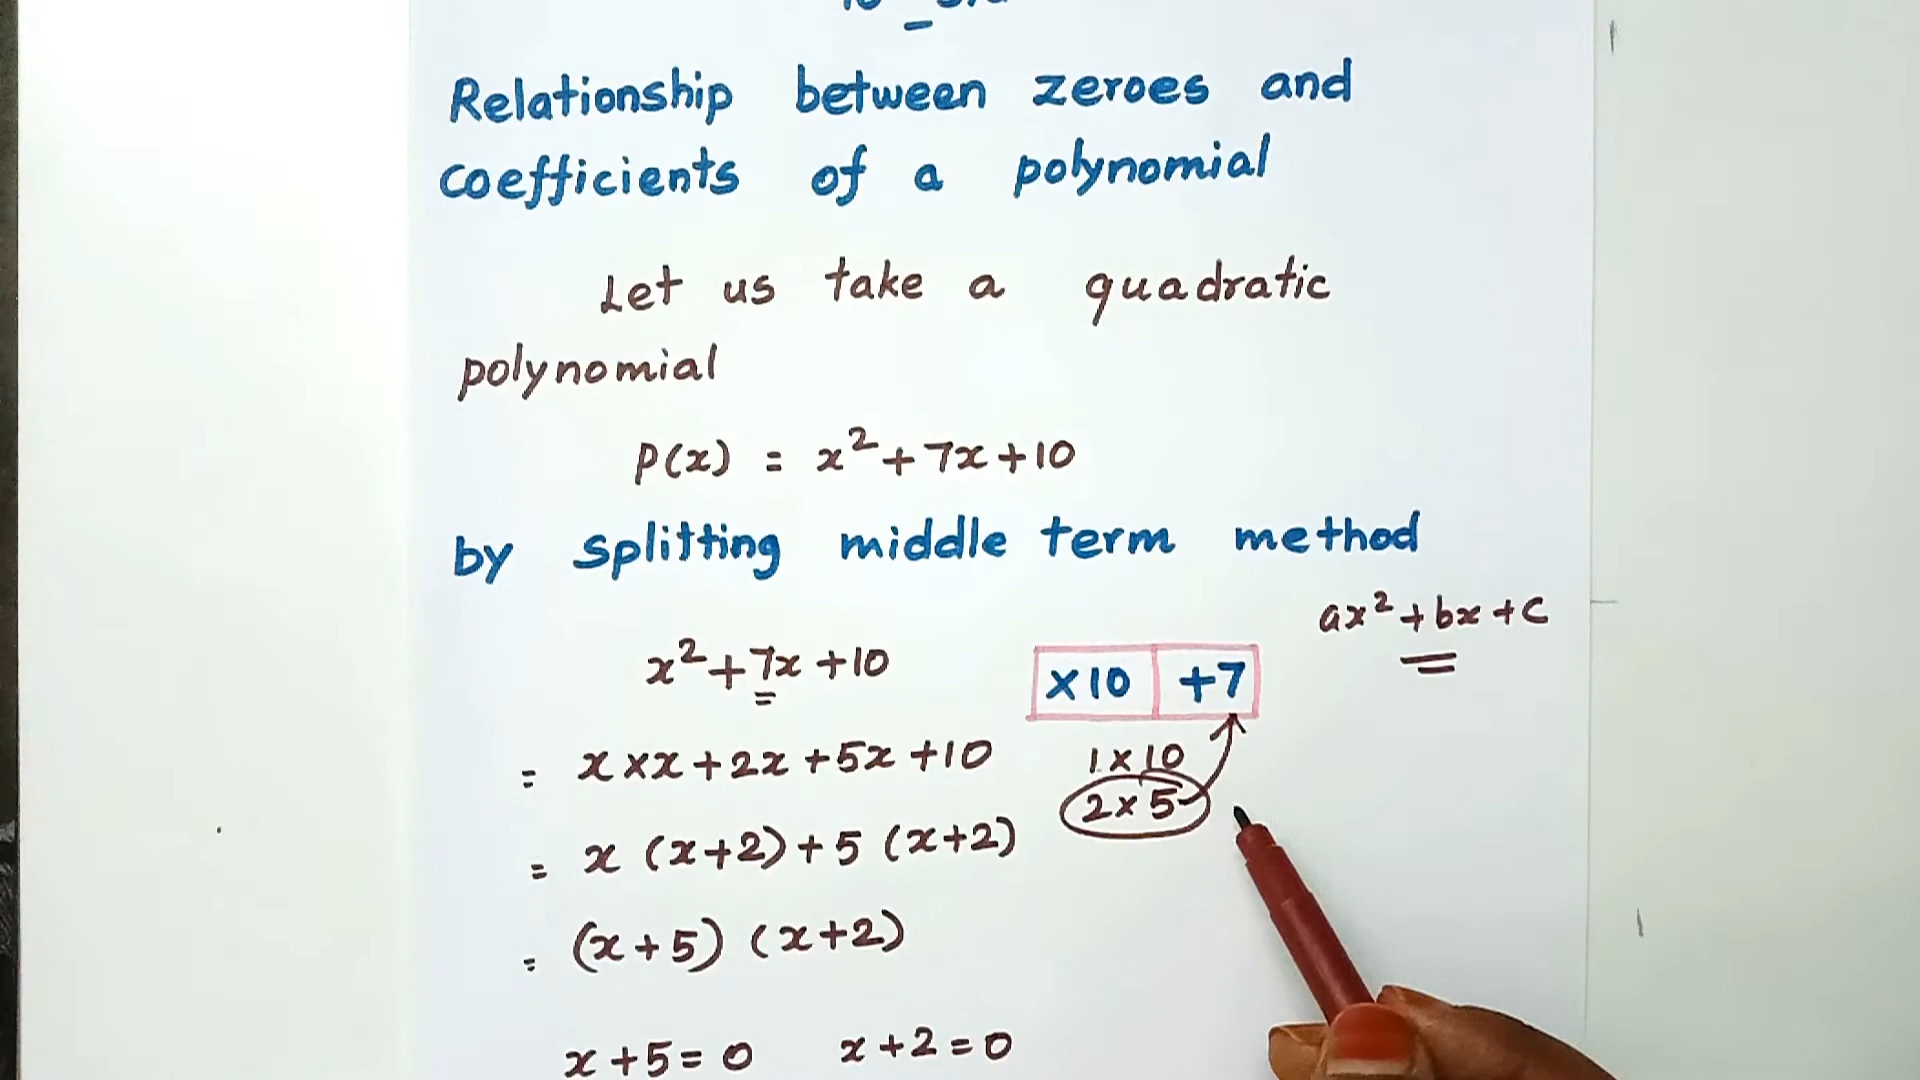 Relationship between zeroes and
coefficients of a polynomial
Let us take a quadratic
polynomial
P(x) = x² + 7x + 10
by splitting middle term method
ax² + bx + c
x² + 7x + 10
×10 +7
= x × x + 2x + 5x + 10
1 × 10
2 × 5
= x (x+2) + 5 (x+2)
= (x+5) (x+2)
x + 5 = 0 x + 2 = 0